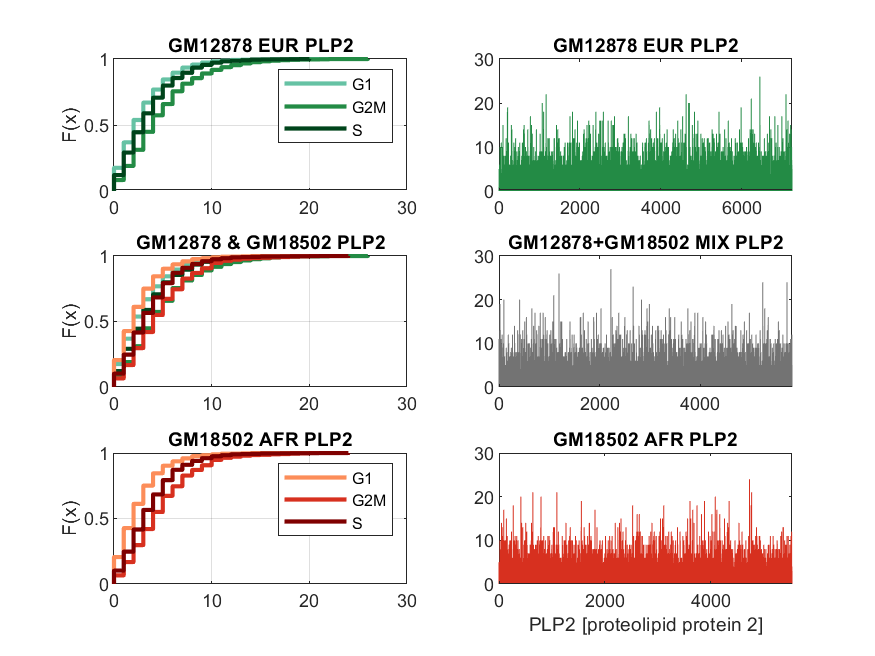 GM12878 EUR PLP2
1
0.5
0
F(x)
0 10 20 30
G1
G2M
S
GM12878 EUR PLP2
30
20
10
0
0 2000 4000 6000
GM12878 & GM18502 PLP2
1
0.5
0
F(x)
0 10 20 30
GM12878+GM18502 MIX PLP2
30
20
10
0
0 2000 4000
GM18502 AFR PLP2
1
0.5
0
F(x)
0 10 20 30
G1
G2M
S
GM18502 AFR PLP2
30
20
10
0
0 2000 4000
PLP2 [proteolipid protein 2]